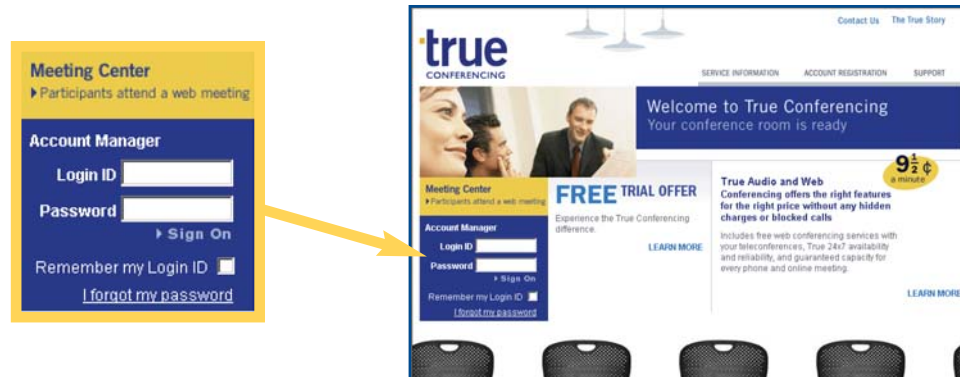 Meeting Center
Participants attend a web meeting
Account Manager
Login ID
Password
Sign On
Remember my Login ID
I forgot my password
true
CONFERENCING
Contact Us The True Story
SERVICE INFORMATION ACCOUNT REGISTRATION SUPPORT
Welcome to True Conferencing
Your conference room is ready
9½¢
a minute
Meeting Center
Participants attend a web meeting
Account Manager
Login ID
Password
Sign On
Remember my Login ID
I forgot my password
FREE TRIAL OFFER
Experience the True Conferencing
difference.
LEARN MORE
True Audio and Web
Conferencing offers the right features
for the right price without any hidden
charges or blocked calls
Includes free web conferencing services with
your teleconferences, True 24x7 availability
and reliability, and guaranteed capacity for
every phone and online meeting.
LEARN MORE